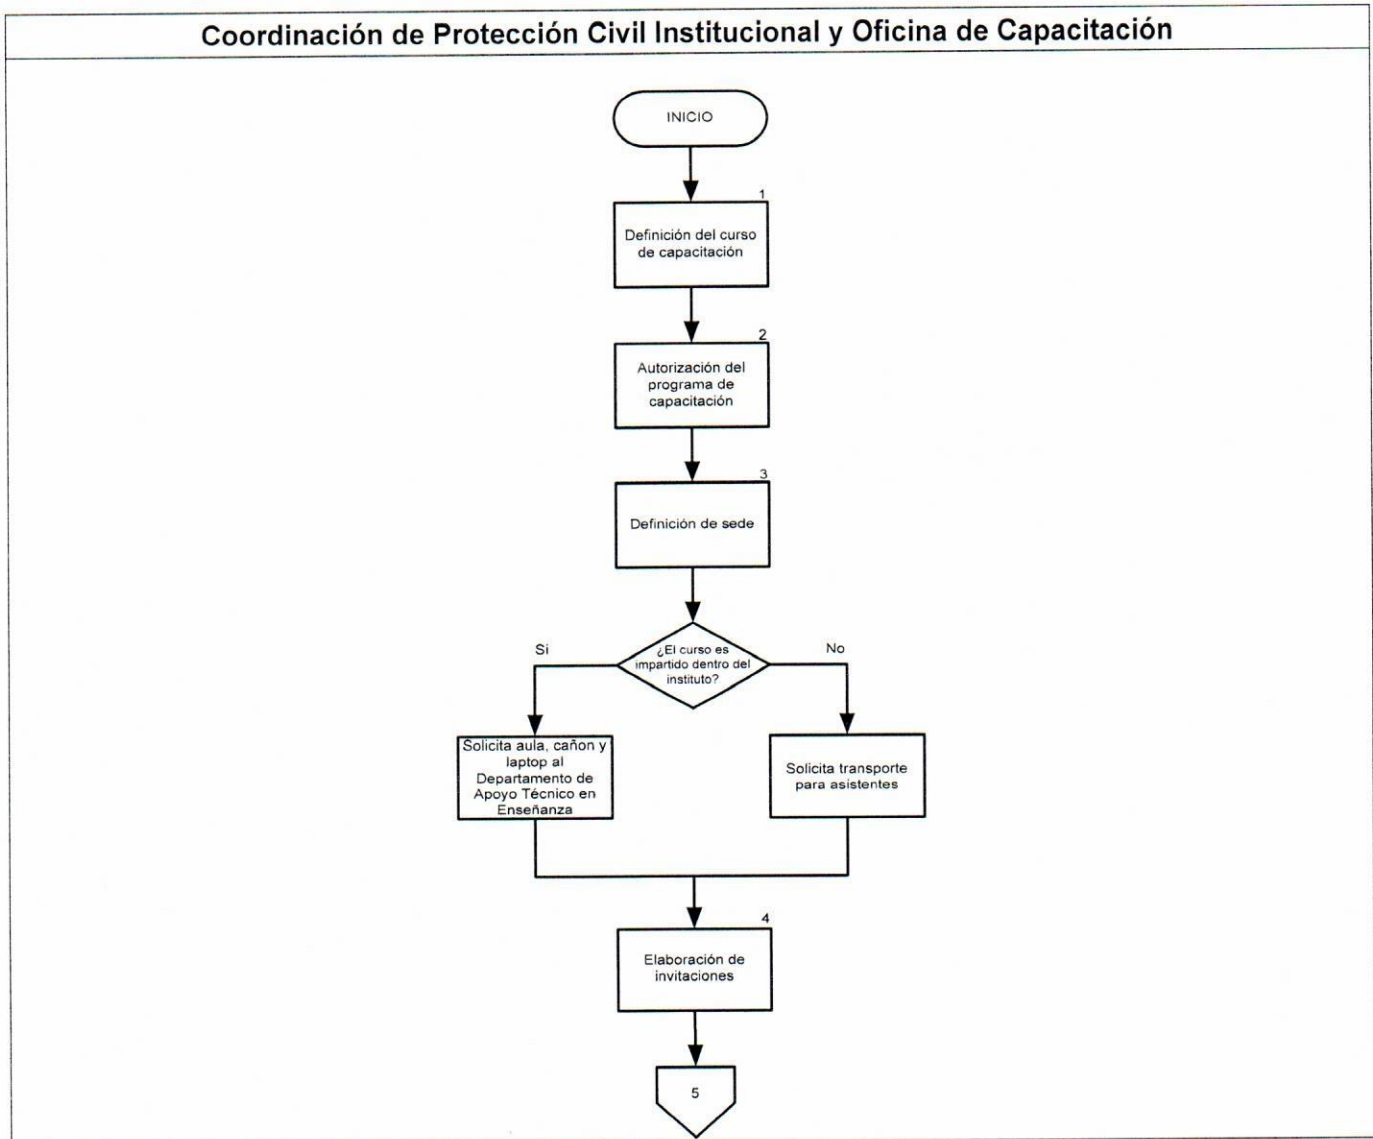 Coordinación de Protección Civil Institucional y Oficina de Capacitación
INICIO
1
Definición del curso
de capacitación
2
Autorización del
programa de
capacitación
3
Definición de sede
¿El curso es
impartido dentro del
instituto?
Si
No
Solicita aula, cañon y
laptop al
Departamento de
Apoyo Técnico en
Enseñanza
Solicita transporte
para asistentes
4
Elaboración de
invitaciones
5